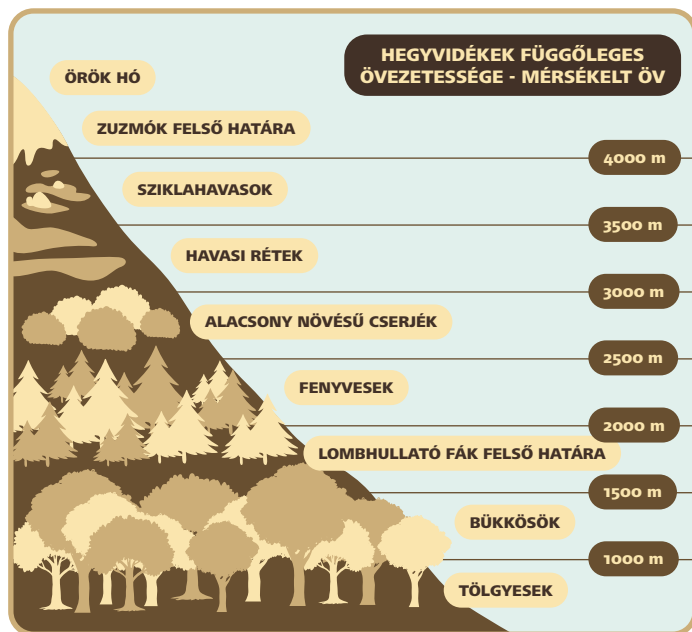 HEGYVIDÉKEK FÜGGŐLEGES
ÖVEZETESSÉGE - MÉRSÉKELT ÖV
ÖRÖK HÓ
ZUZMÓK FELSŐ HATÁRA
4000 m
SZIKLAHAVASOK
3500 m
HAVASI RÉTEK
3000 m
ALACSONY NÖVÉSŰ CSERJÉK
2500 m
FENYVESEK
2000 m
LOMBHULLATÓ FÁK FELSŐ HATÁRA
1500 m
BÜKKÖSÖK
1000 m
TÖLGYESEK